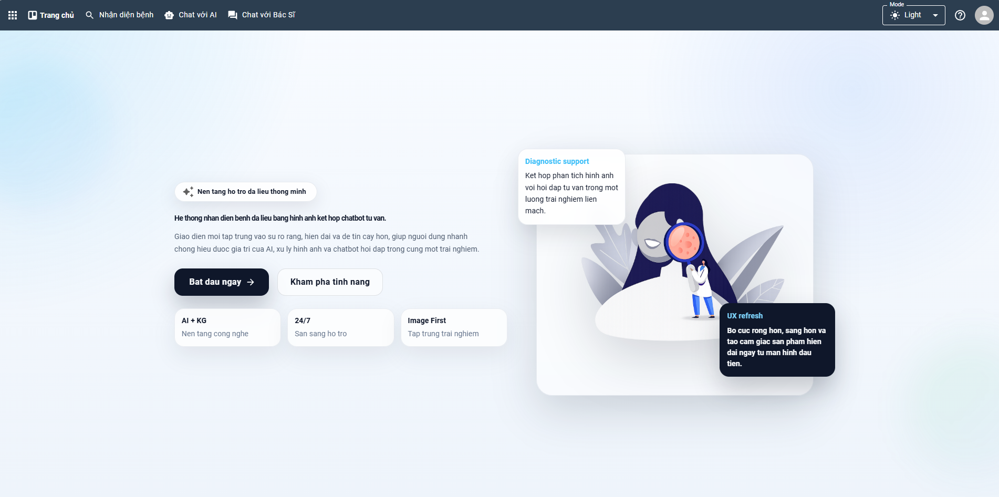 Trang chủ
Nhận diện bệnh
Chat với AI
Chat với Bác Sĩ
Mode
Light
Nen tang ho tro da lieu thong minh
He thong nhan dien benh da lieu bang hinh anh ket hop chatbot tu van.
Giao dien moi tap trung vao su ro rang, hien dai va de tin cay hon, giup nguoi dung nhanh
chong hieu duoc gia tri cua AI, xu ly hinh anh va chatbot hoi dap trong cung mot trai nghiem.
Bat dau ngay
Kham pha tinh nang
AI + KG
Nen tang cong nghe
24/7
San sang ho tro
Image First
Tap trung trai nghiem
Diagnostic support
Ket hop phan tich hinh anh
voi hoi dap tu van trong mot
luong trai nghiem lien
mach.
UX refresh
Bo cuc rong hon, sang hon va
tao cam giac san pham hien
dai ngay tu man hinh dau
tien.